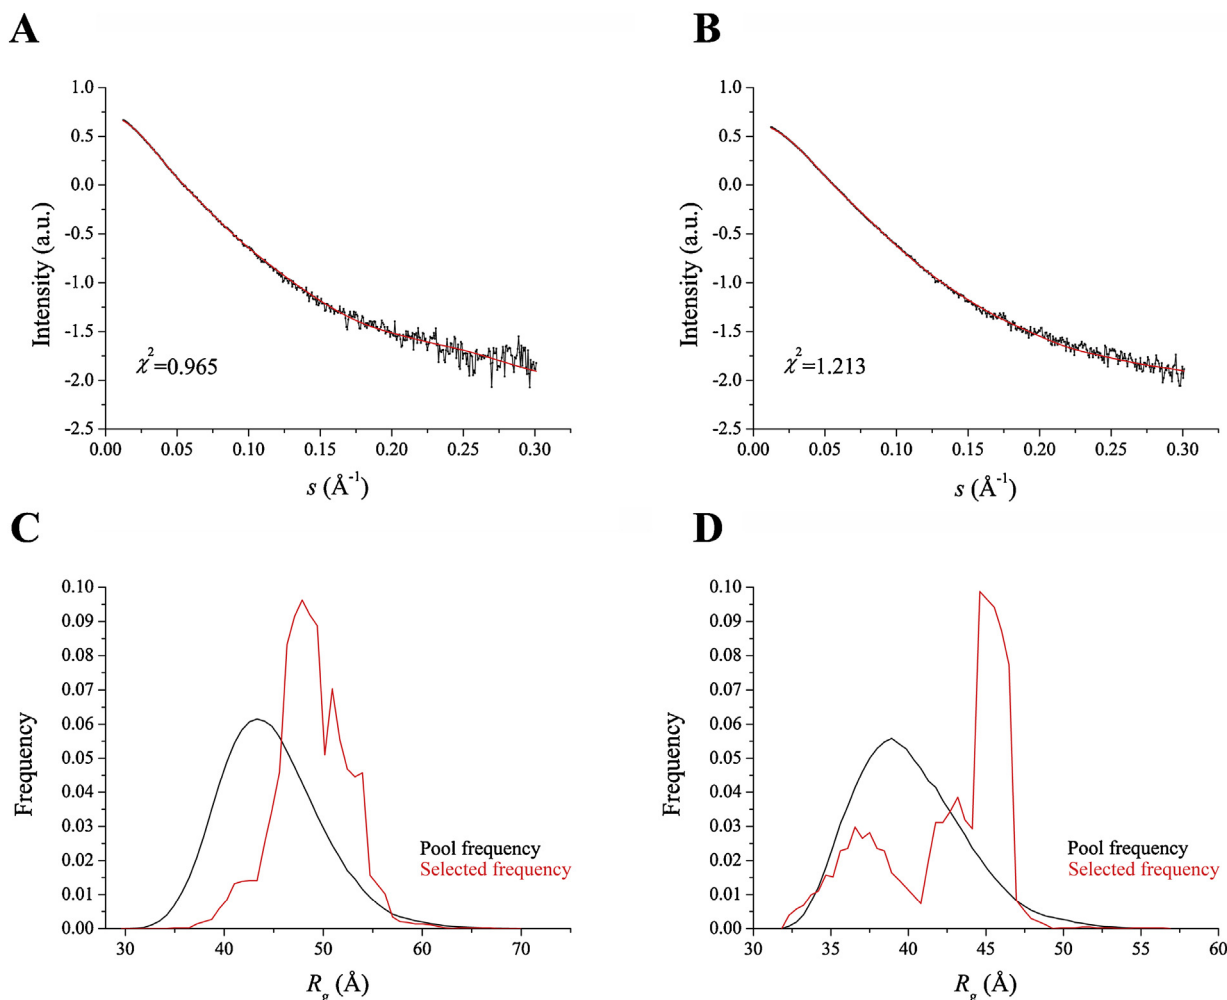 A
B
1.0
0.5
0.0
-0.5
-1.0
-1.5
-2.0
-2.5
Intensity (a.u.)
χ²=0.965
0.00 0.05 0.10 0.15 0.20 0.25 0.30
s (Å⁻¹)
1.0
0.5
0.0
-0.5
-1.0
-1.5
-2.0
-2.5
Intensity (a.u.)
χ²=1.213
0.00 0.05 0.10 0.15 0.20 0.25 0.30
s (Å⁻¹)
C
D
0.10
0.09
0.08
0.07
0.06
0.05
0.04
0.03
0.02
0.01
0.00
Frequency
Pool frequency
Selected frequency
30 40 50 60 70
Rg (Å)
0.10
0.09
0.08
0.07
0.06
0.05
0.04
0.03
0.02
0.01
0.00
Frequency
Pool frequency
Selected frequency
30 35 40 45 50 55 60
Rg (Å)